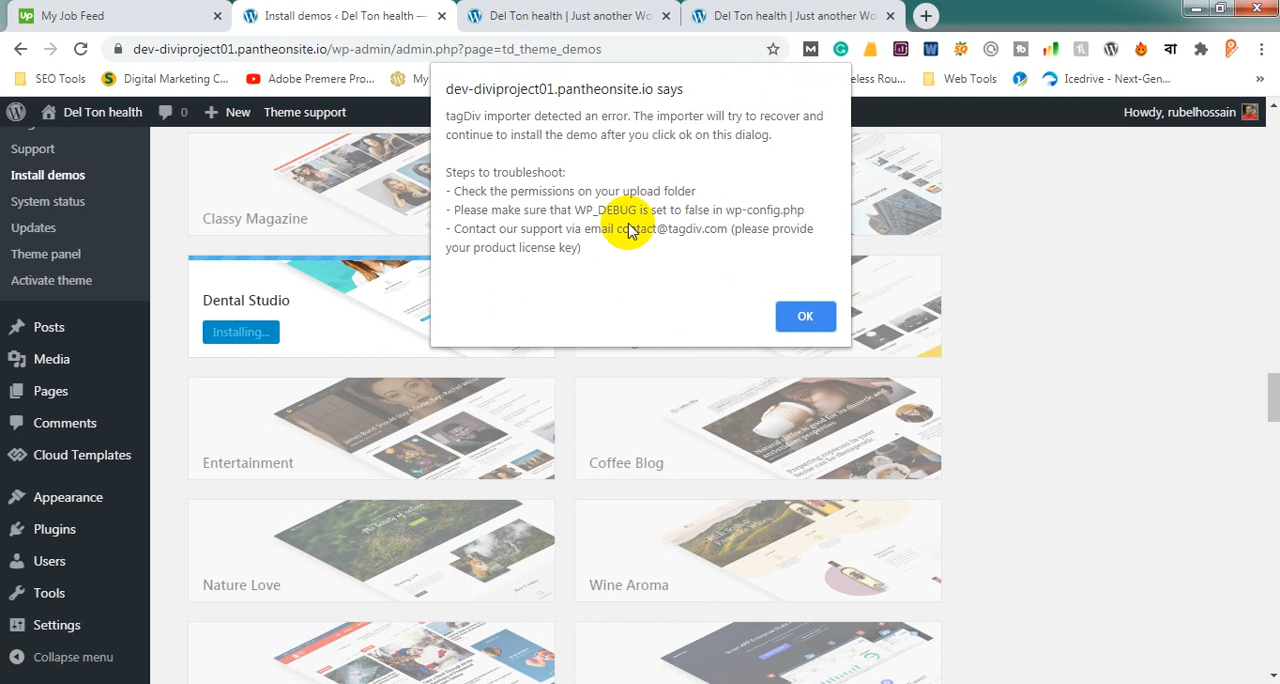 My Job Feed
Install demos ‹ Del Ton health —
Del Ton health | Just another Wo
Del Ton health | Just another Wo
dev-diviproject01.pantheonsite.io/wp-admin/admin.php?page=td_theme_demos
SEO Tools
Digital Marketing C...
Adobe Premere Pro...
My
eless Rou...
Web Tools
Icedrive - Next-Gen...
Del Ton health
0
New
Theme support
Howdy, rubelhossain
Support
Install demos
System status
Updates
Theme panel
Activate theme
Posts
Media
Pages
Comments
Cloud Templates
Appearance
Plugins
Users
Tools
Settings
Collapse menu
dev-diviproject01.pantheonsite.io says
tagDiv importer detected an error. The importer will try to recover and
continue to install the demo after you click ok on this dialog.
Steps to troubleshoot:
- Check the permissions on your upload folder
- Please make sure that WP_DEBUG is set to false in wp-config.php
- Contact our support via email contact@tagdiv.com (please provide
your product license key)
OK
Classy Magazine
Dental Studio
Installing...
Entertainment
Coffee Blog
Nature Love
Wine Aroma